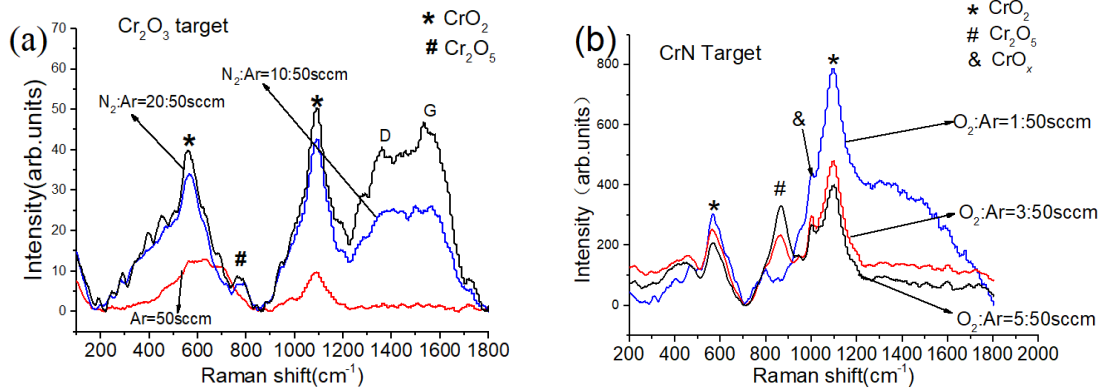 (a)
Cr₂O₃ target
* CrO₂
# Cr₂O₅
N₂:Ar=10:50sccm
N₂:Ar=20:50sccm
*
*
D
G
#
Ar=50sccm
Intensity(arb.units)
70
60
50
40
30
20
10
0
200 400 600 800 1000 1200 1400 1600 1800
Raman shift(cm⁻¹)
(b)
CrN Target
* CrO₂
# Cr₂O₅
& CrOₓ
*
&
#
*
O₂:Ar=1:50sccm
O₂:Ar=3:50sccm
O₂:Ar=5:50sccm
Intensity (arb.units)
800
600
400
200
0
200 400 600 800 1000 1200 1400 1600 1800 2000
Raman shift(cm⁻¹)